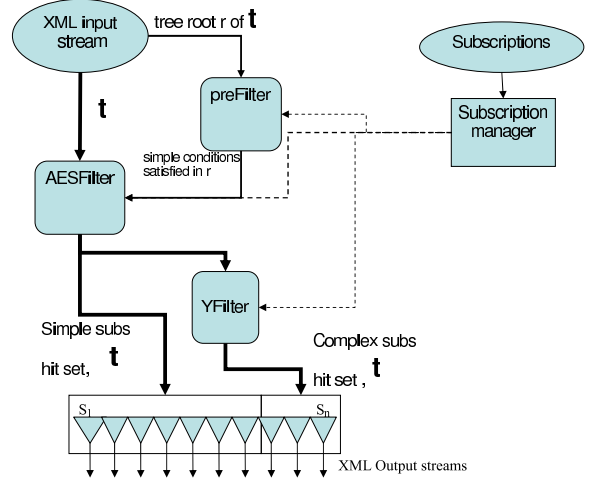 XML input
stream
tree root r of t
Subscriptions
preFilter
t
Subscription
manager
simple conditions
satisfied in r
AESFilter
YFilter
Simple subs
t
hit set,
Complex subs
t
hit set ,
S1
Sn
XML Output streams